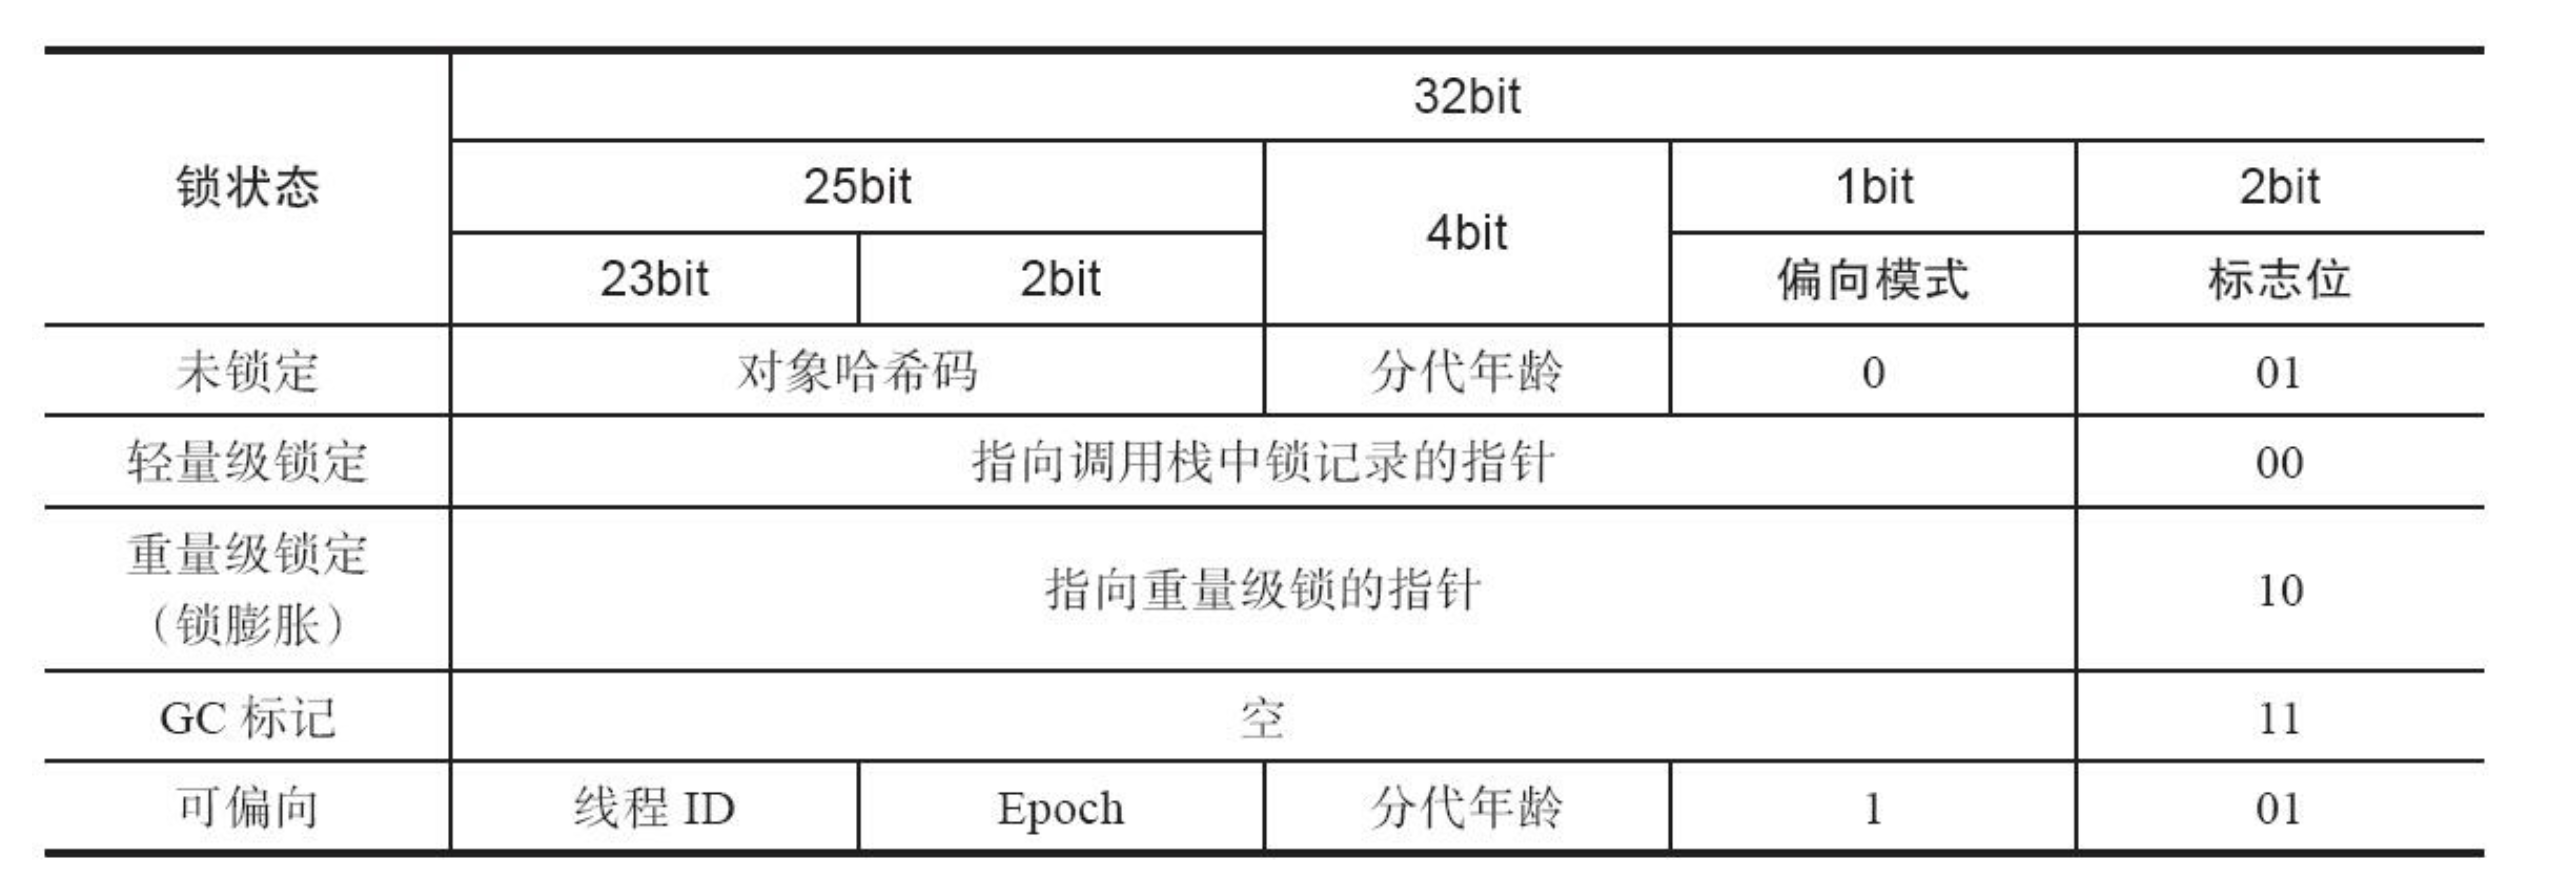 32bit
锁状态
25bit
4bit
1bit
2bit
23bit
2bit
偏向模式
标志位
未锁定
对象哈希码
分代年龄
0
01
轻量级锁定
指向调用栈中锁记录的指针
00
重量级锁定
（锁膨胀）
指向重量级锁的指针
10
GC 标记
空
11
可偏向
线程 ID
Epoch
分代年龄
1
01